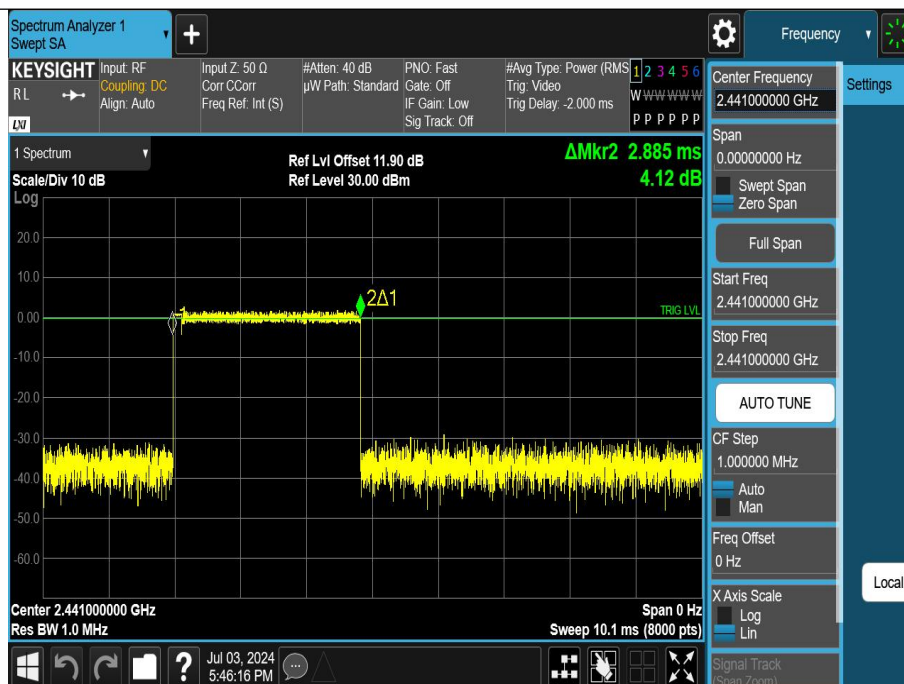 Spectrum Analyzer 1
Swept SA
Frequency
KEYSIGHT
R L
LXI
Input: RF
Coupling: DC
Align: Auto
Input Z: 50 Ω
Corr CCorr
Freq Ref: Int (S)
#Atten: 40 dB
µW Path: Standard
PNO: Fast
Gate: Off
IF Gain: Low
Sig Track: Off
#Avg Type: Power (RMS
Trig: Video
Trig Delay: -2.000 ms
1 2 3 4 5 6
W W W W W W
P P P P P P
1 Spectrum
Scale/Div 10 dB
Log
Ref Lvl Offset 11.90 dB
Ref Level 30.00 dBm
ΔMkr2 2.885 ms
4.12 dB
20.0
10.0
0.00
-10.0
-20.0
-30.0
-40.0
-50.0
-60.0
1
2Δ1
TRIG LVL
Center 2.441000000 GHz
Res BW 1.0 MHz
Span 0 Hz
Sweep 10.1 ms (8000 pts)
?
Jul 03, 2024
5:46:16 PM
Center Frequency
2.441000000 GHz
Span
0.00000000 Hz
Swept Span
Zero Span
Full Span
Start Freq
2.441000000 GHz
Stop Freq
2.441000000 GHz
AUTO TUNE
CF Step
1.000000 MHz
Auto
Man
Freq Offset
0 Hz
X Axis Scale
Log
Lin
Signal Track
(Span Zoom)
Settings
Local